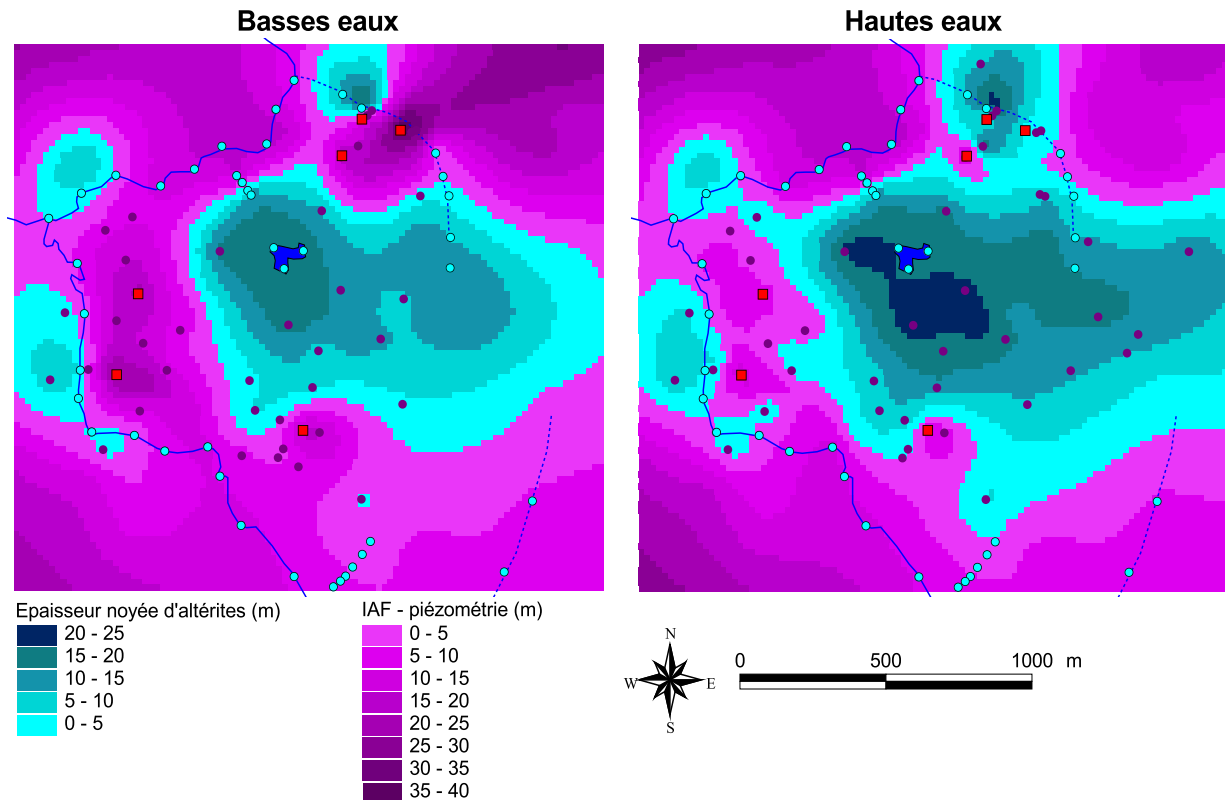 Basses eaux
Hautes eaux
Epaisseur noyée d'altérites (m)
20 - 25
15 - 20
10 - 15
5 - 10
0 - 5
IAF - piézométrie (m)
0 - 5
5 - 10
10 - 15
15 - 20
20 - 25
25 - 30
30 - 35
35 - 40
N
W E
S
0 500 1000 m